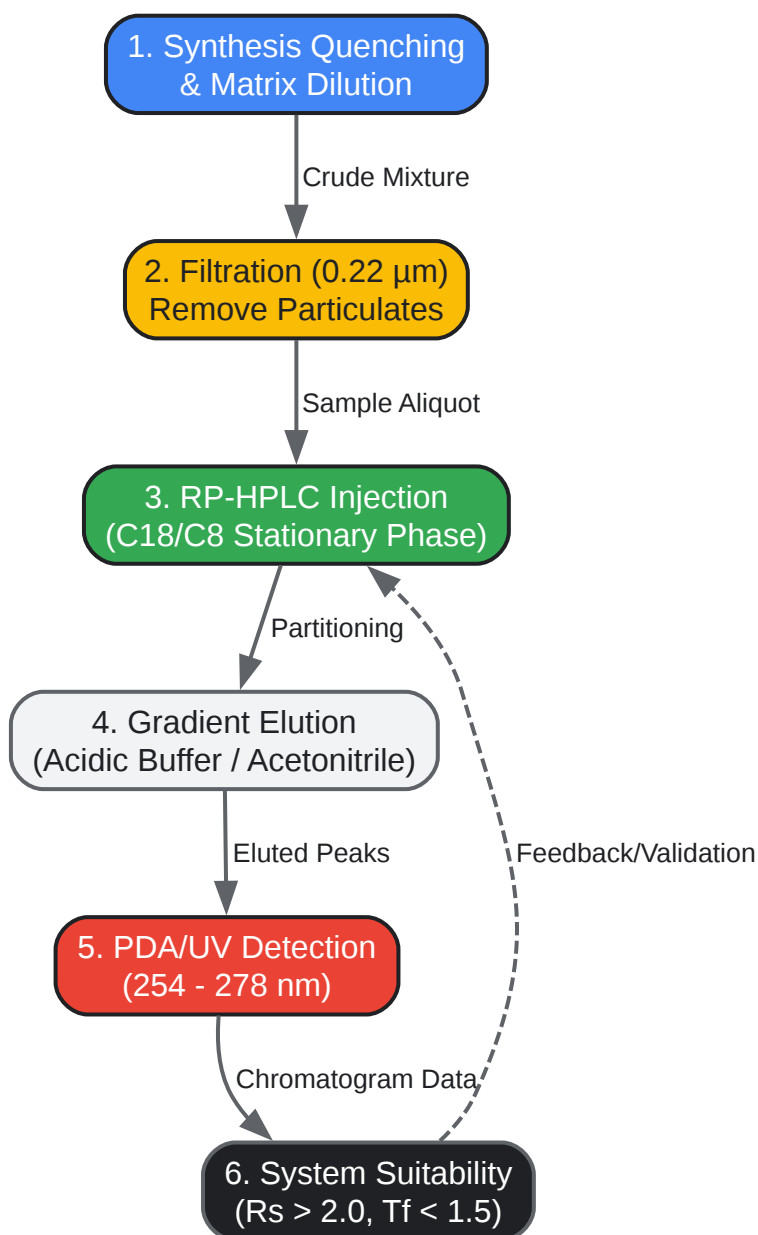 1. Synthesis Quenching
& Matrix Dilution
Crude Mixture
2. Filtration (0.22 µm)
Remove Particulates
Sample Aliquot
3. RP-HPLC Injection
(C18/C8 Stationary Phase)
Partitioning
4. Gradient Elution
(Acidic Buffer / Acetonitrile)
Eluted Peaks
Feedback/Validation
5. PDA/UV Detection
(254 - 278 nm)
Chromatogram Data
6. System Suitability
(Rs > 2.0, Tf < 1.5)